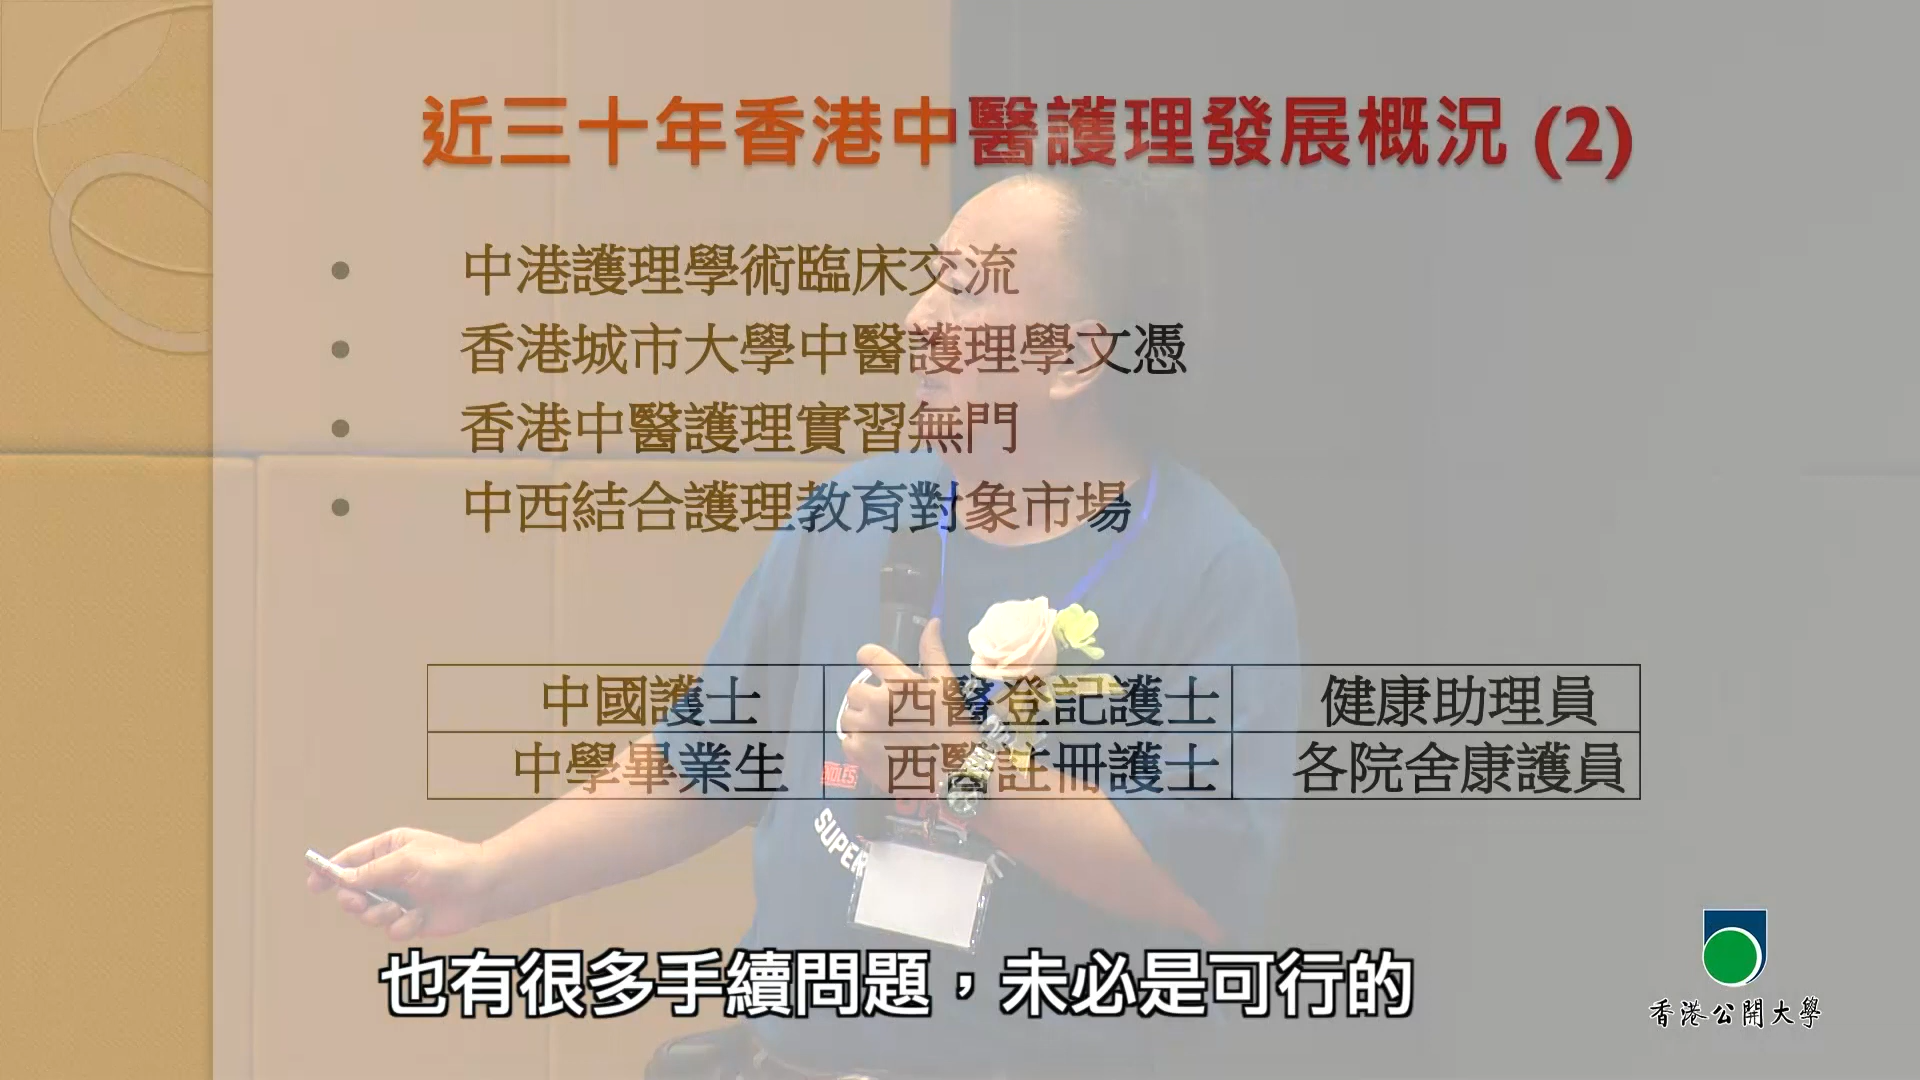 近三十年香港中醫護理發展概況 (2)
• 中港護理學術臨床交流
• 香港城市大學中醫護理學文憑
• 香港中醫護理實習無門
• 中西結合護理教育對象市場
中國護士 西醫登記護士 健康助理員
中學畢業生 西醫註冊護士 各院舍康護員
SUPER
也有很多手續問題，未必是可行的
香港公開大學